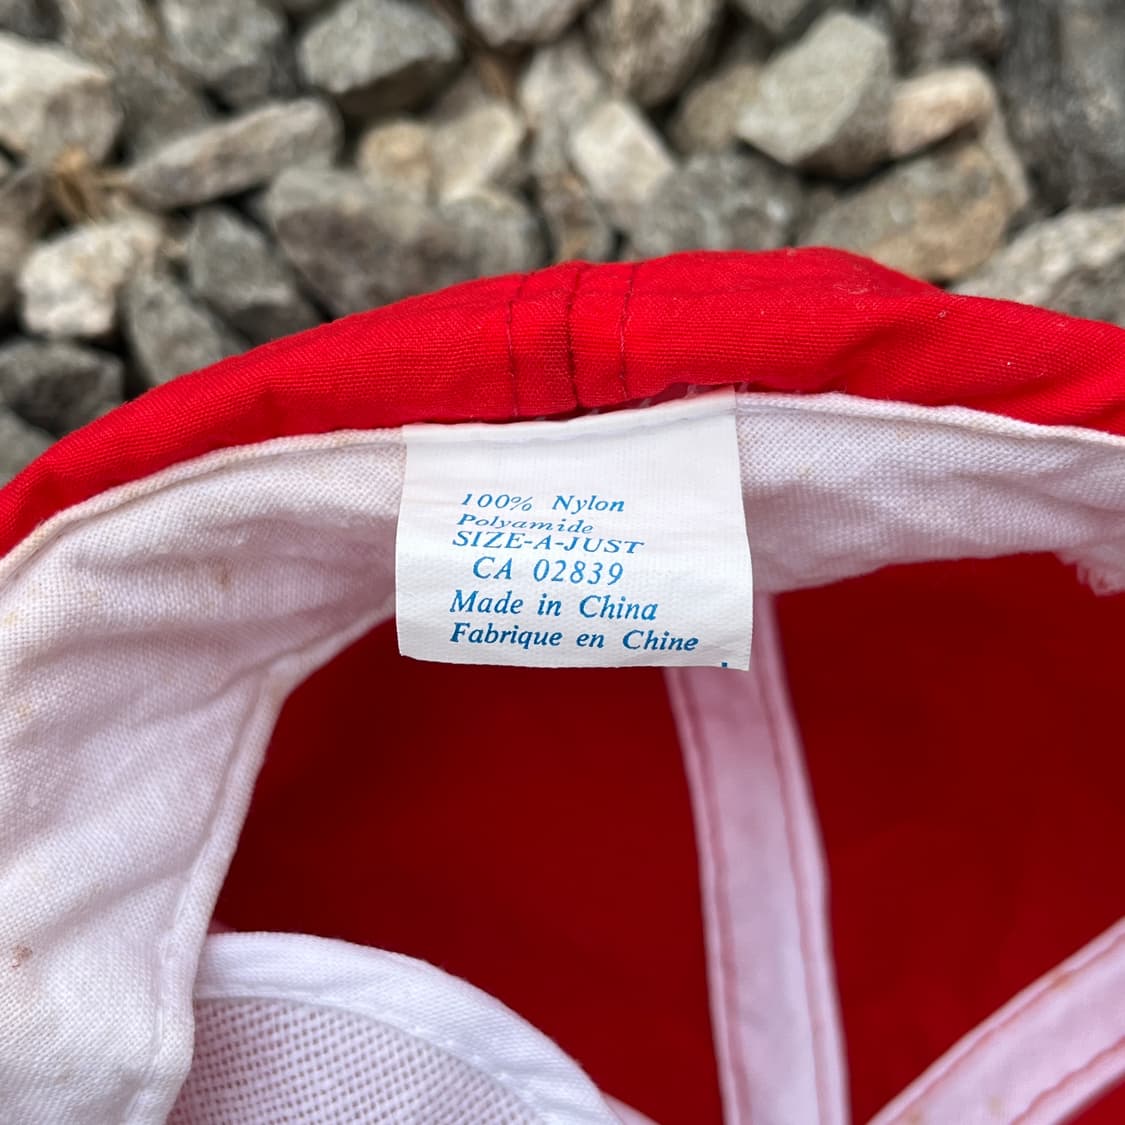 100% Nylon
Polyamide
SIZE-A-JUST
CA 02839
Made in China
Fabrique en Chine